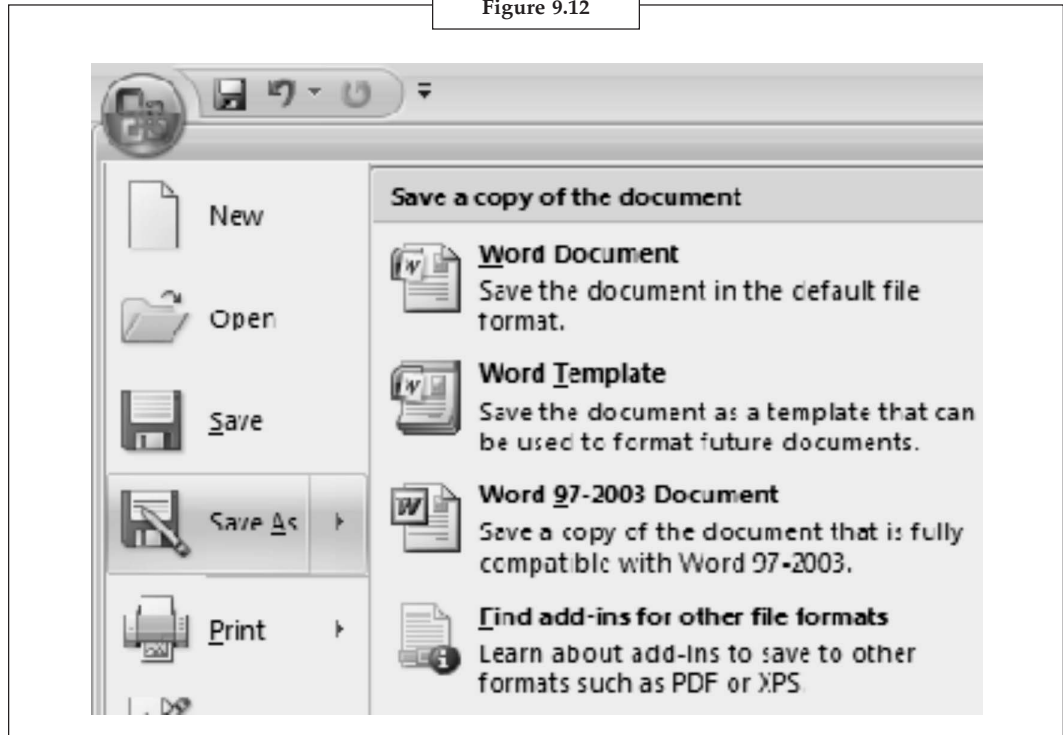 Figure 9.12
New
Open
Save
Save As
Print
Save a copy of the document
Word Document
Save the document in the default file
format.
Word Template
Save the document as a template that can
be used to format future documents.
Word 97-2003 Document
Save a copy of the document that is fully
compatible with Word 97-2003.
Find add-ins for other file formats
Learn about add-ins to save to other
formats such as PDF or XPS.